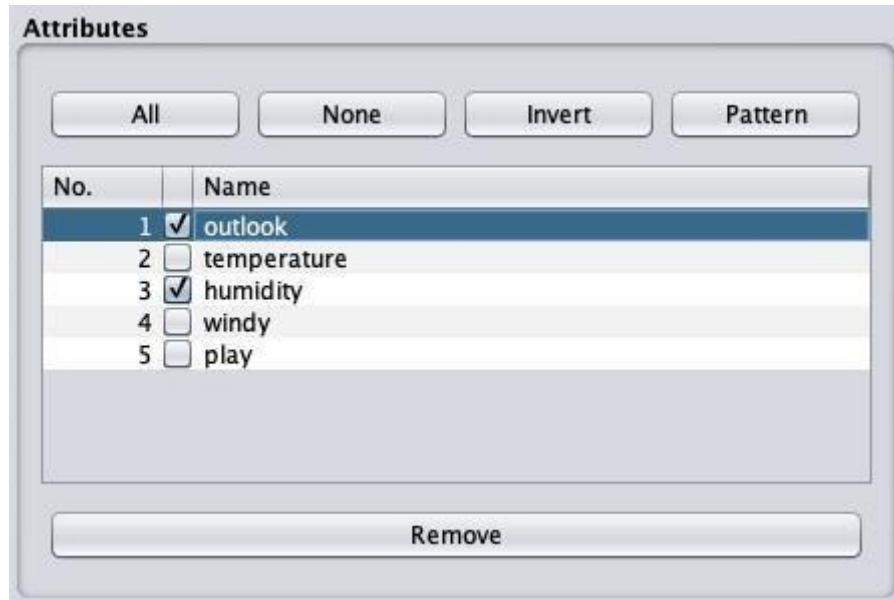 Attributes
All None Invert Pattern
No. Name
1 outlook
2 temperature
3 humidity
4 windy
5 play
Remove